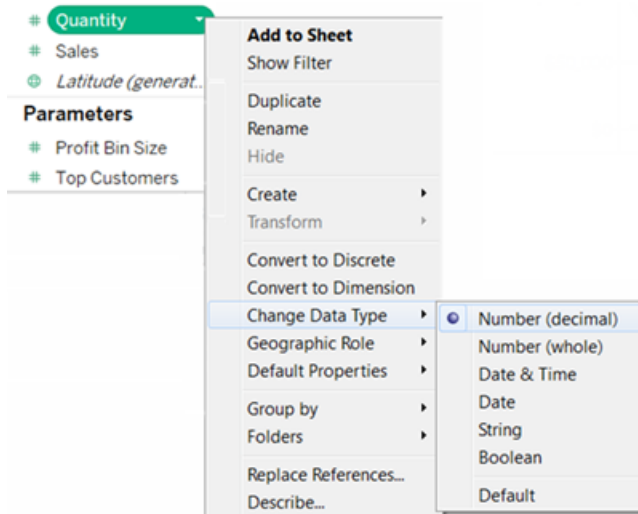 # Quantity
# Sales
Latitude (generat..
Parameters
# Profit Bin Size
# Top Customers
Add to Sheet
Show Filter
Duplicate
Rename
Hide
Create
Transform
Convert to Discrete
Convert to Dimension
Change Data Type
Geographic Role
Default Properties
Group by
Folders
Replace References...
Describe...
Number (decimal)
Number (whole)
Date & Time
Date
String
Boolean
Default